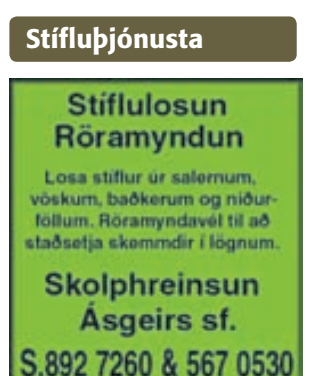 Stífluþjónusta
Stíflulosun
Röramyndun
Losa stíflur úr salernum,
vöskum, baðkerum og niður-
föllum. Röramyndavél til að
staðsetja skemmdir í lögnum.
Skolphreinsun
Ásgeirs sf.
S.892 7260 & 567 0530